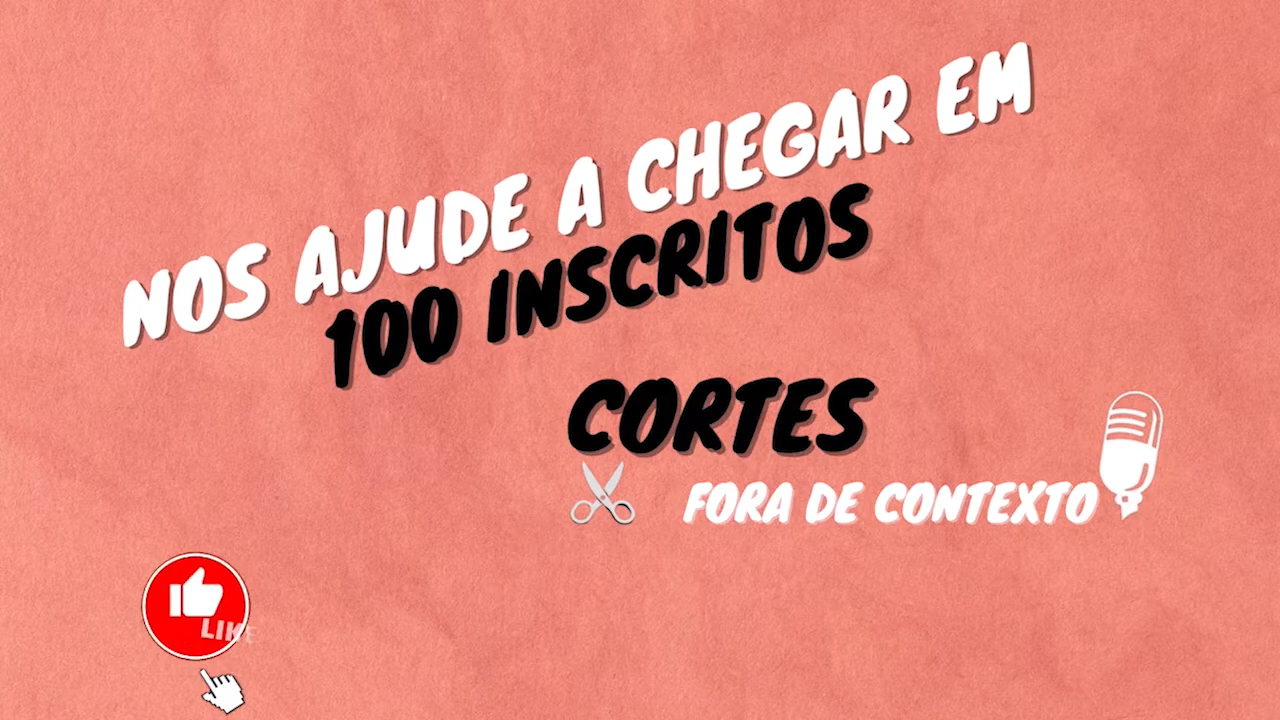 NOS AJUDE A CHEGAR EM
100 INSCRITOS
CORTES
FORA DE CONTEXTO
LIKE